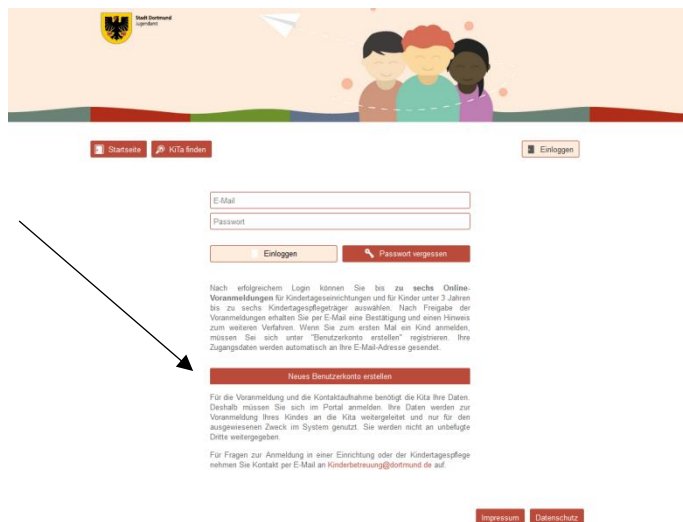 Stadt Dortmund
Jugendamt
Startseite
KiTa finden
Einloggen
E-Mail
Passwort
Einloggen
Passwort vergessen
Nach erfolgreichem Login können Sie bis zu sechs Online-
Voranmeldungen für Kindertageseinrichtungen und für Kinder unter 3 Jahren
bis zu sechs Kindertagespflegeträger auswählen. Nach Freigabe der
Voranmeldungen erhalten Sie per E-Mail eine Bestätigung und einen Hinweis
zum weiteren Verfahren. Wenn Sie zum ersten Mal ein Kind anmelden,
müssen Sei sich unter "Benutzerkonto erstellen" registrieren. Ihre
Zugangsdaten werden automatisch an Ihre E-Mail-Adresse gesendet.
Neues Benutzerkonto erstellen
Für die Voranmeldung und die Kontaktaufnahme benötigt die Kita Ihre Daten.
Deshalb müssen Sie sich im Portal anmelden. Ihre Daten werden zur
Voranmeldung Ihres Kindes an die Kita weitergeleitet und nur für den
ausgewiesenen Zweck im System genutzt. Sie werden nicht an unbefugte
Dritte weitergegeben.
Für Fragen zur Anmeldung in einer Einrichtung oder der Kindertagespflege
nehmen Sie Kontakt per E-Mail an Kinderbetreuung@dortmund.de auf.
Impressum
Datenschutz